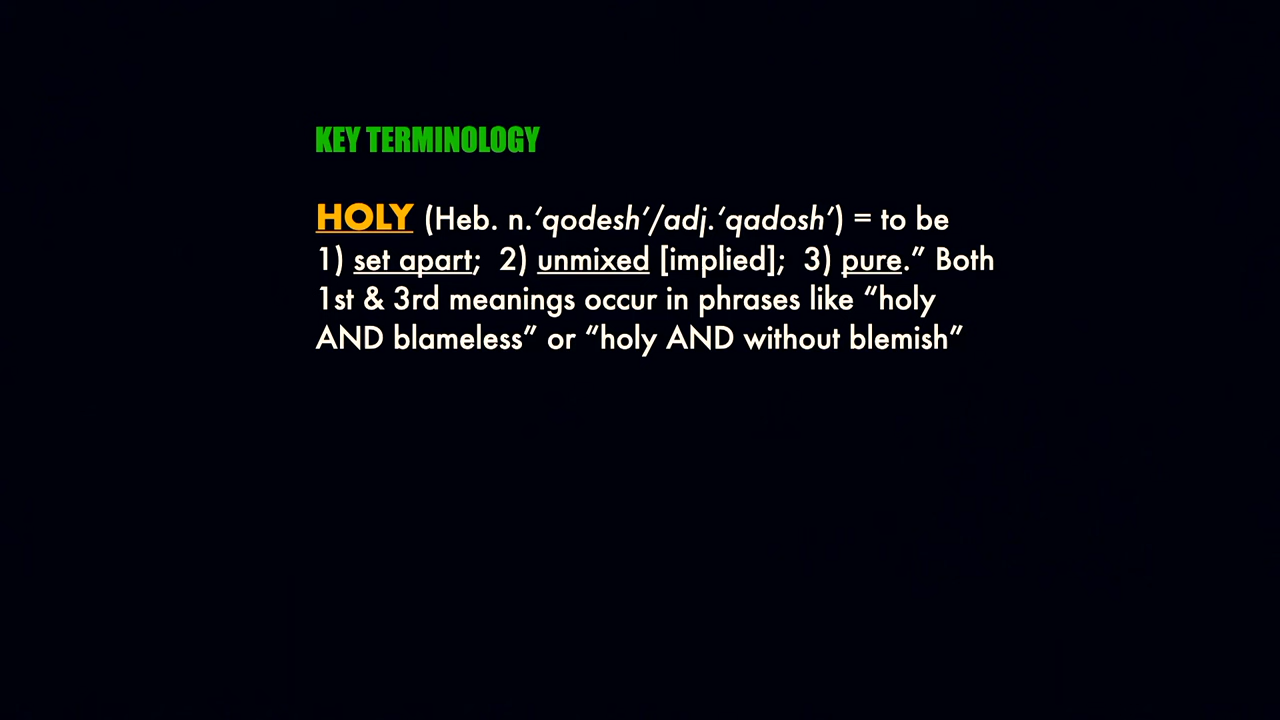 KEY TERMINOLOGY
HOLY (Heb. n.‘qodesh’/adj.‘qadosh’) = to be
1) set apart; 2) unmixed [implied]; 3) pure.” Both
1st & 3rd meanings occur in phrases like “holy
AND blameless” or “holy AND without blemish”